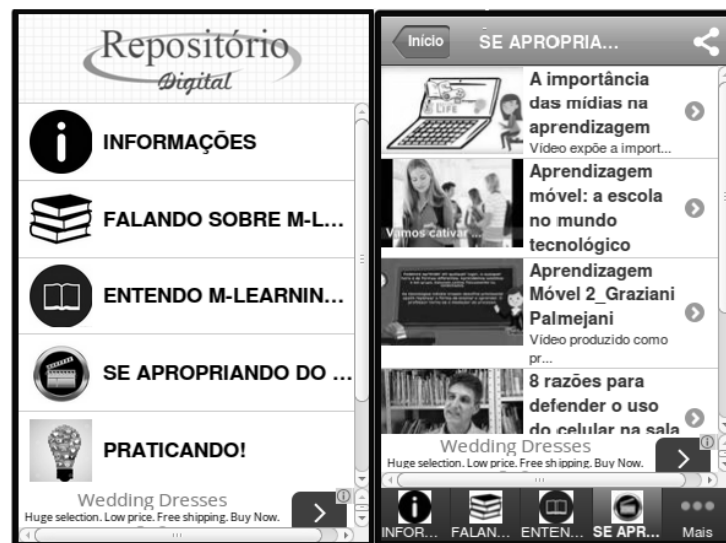 Repositório
Digital
INFORMAÇÕES
FALANDO SOBRE M-L...
ENTENDO M-LEARNIN...
SE APROPRIANDO DO ...
PRATICANDO!
Wedding Dresses
Huge selection. Low price. Free shipping. Buy Now.
Início
SE APROPRIA...
LIFE
A importância
das mídias na
aprendizagem
Vídeo expõe a import...
Vamos cativar ...
Aprendizagem
móvel: a escola
no mundo
tecnológico
Aprendizagem
Móvel 2_Graziani
Palmejani
Vídeo produzido como
pr...
8 razões para
defender o uso
do celular na sala
Wedding Dresses
Huge selection. Low price. Free shipping. Buy Now.
INFOR...
FALAN...
ENTEN...
SE APR...
Mais